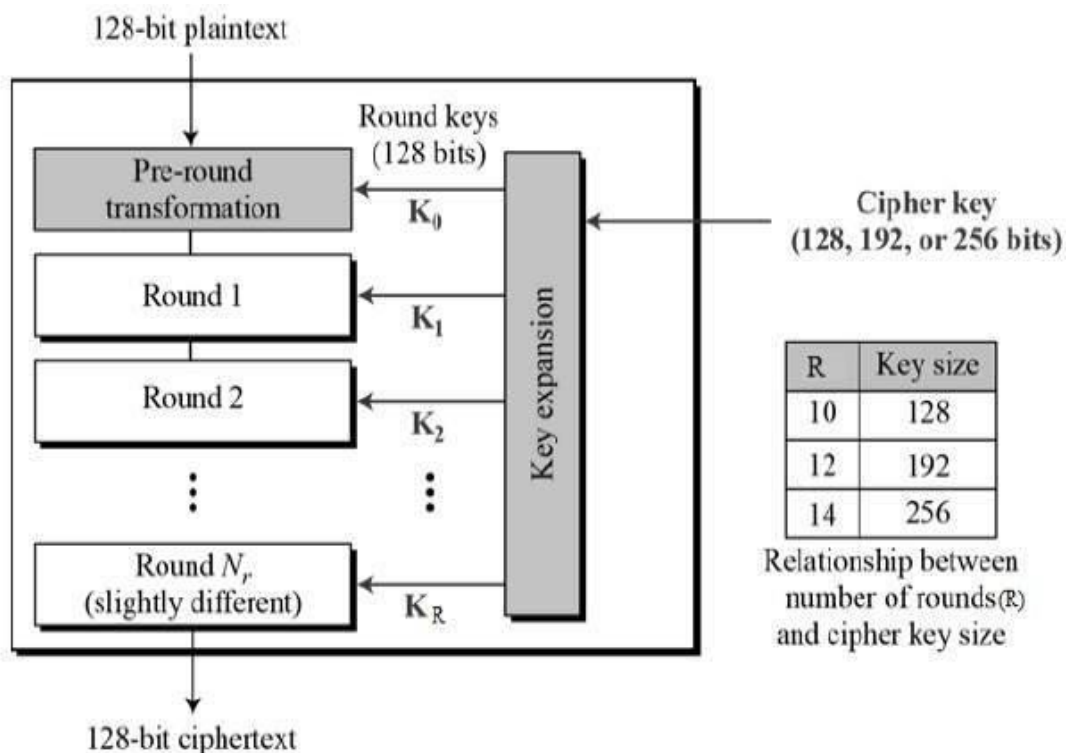 128-bit plaintext
Round keys
(128 bits)
Pre-round
transformation
K0
Cipher key
(128, 192, or 256 bits)
Round 1
K1
Round 2
K2
Key expansion
R Key size
10 128
12 192
14 256
Relationship between
number of rounds(R)
and cipher key size
Round Nr
(slightly different)
KR
128-bit ciphertext